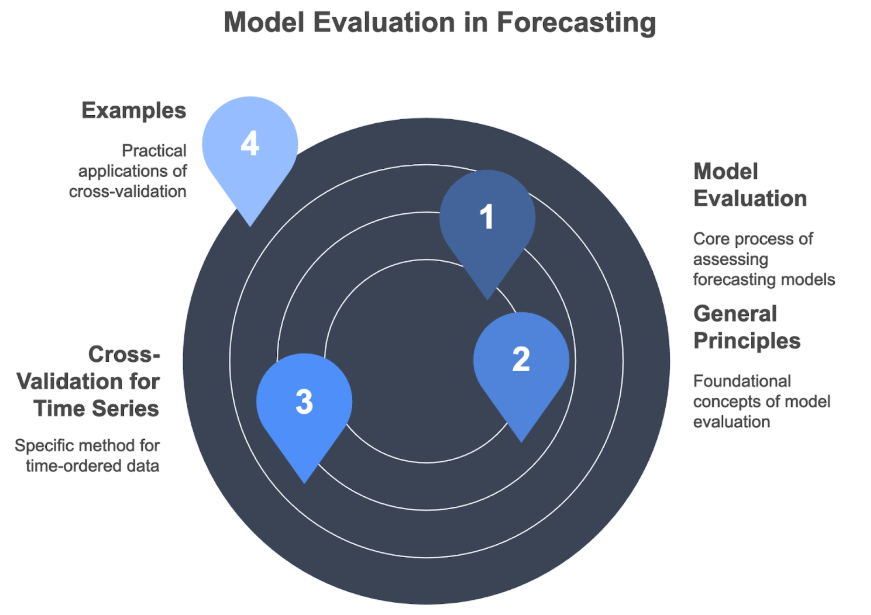 Model Evaluation in Forecasting
Examples
Practical
applications of
cross-validation
4
1
Model
Evaluation
Core process of
assessing
forecasting models
General
Principles
Foundational
concepts of model
evaluation
2
Cross-
Validation for
Time Series
Specific method for
time-ordered data
3